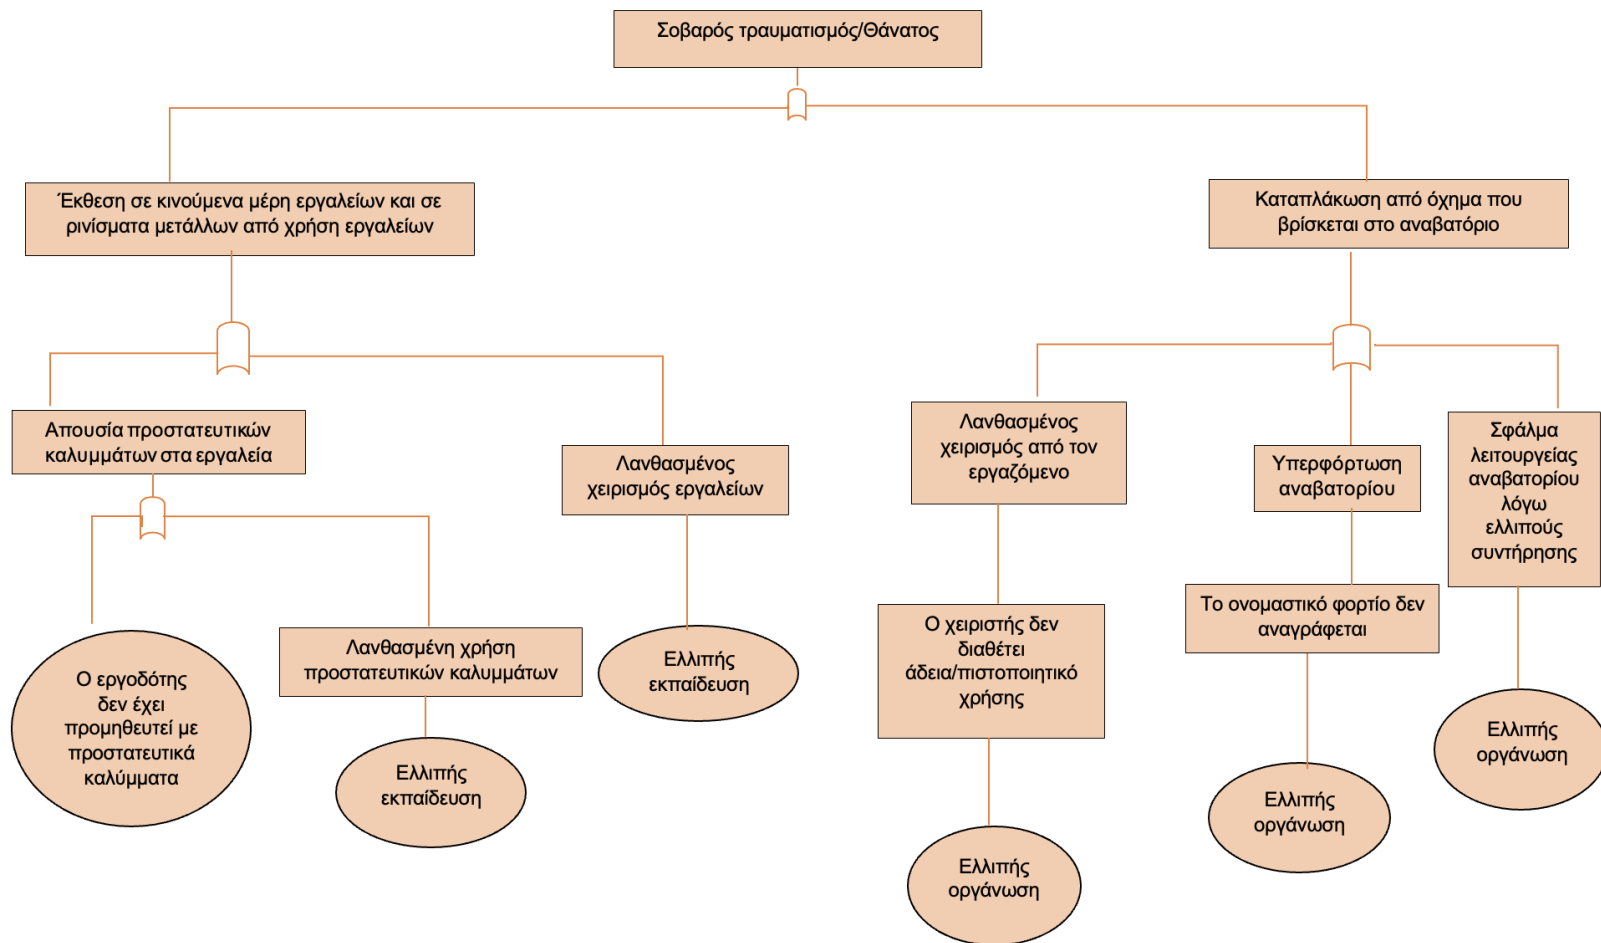 Σοβαρός τραυματισμός/Θάνατος
Έκθεση σε κινούμενα μέρη εργαλείων και σε
ρινίσματα μετάλλων από χρήση εργαλείων
Καταπλάκωση από όχημα που
βρίσκεται στο αναβατόριο
Απουσία προστατευτικών
καλυμμάτων στα εργαλεία
Λανθασμένος
χειρισμός εργαλείων
Λανθασμένος
χειρισμός από τον
εργαζόμενο
Υπερφόρτωση
αναβατορίου
Σφάλμα
λειτουργείας
αναβατορίου
λόγω
ελλιπούς
συντήρησης
Ο εργοδότης
δεν έχει
προμηθευτεί με
προστατευτικά
καλύμματα
Λανθασμένη χρήση
προστατευτικών καλυμμάτων
Ελλιπής
εκπαίδευση
Ο χειριστής δεν
διαθέτει
άδεια/πιστοποιητικό
χρήσης
Το ονομαστικό φορτίο δεν
αναγράφεται
Ελλιπής
οργάνωση
Ελλιπής
εκπαίδευση
Ελλιπής
οργάνωση
Ελλιπής
οργάνωση